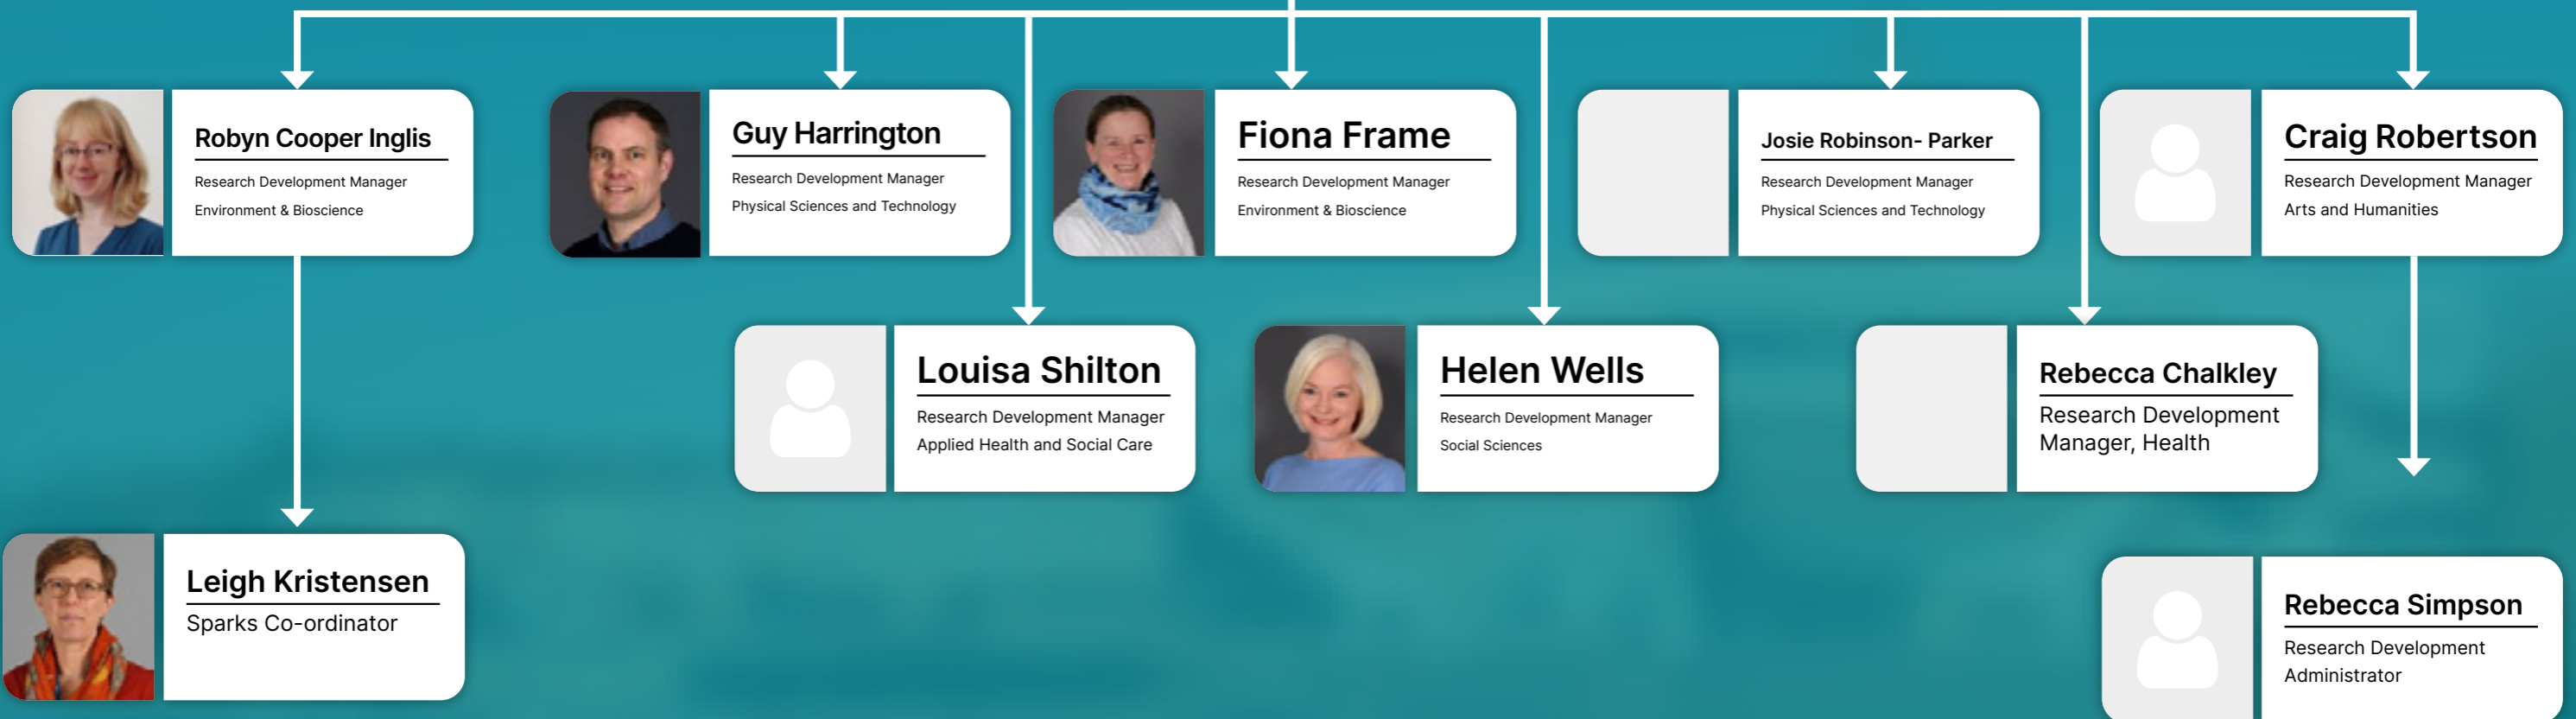 Robyn Cooper Inglis
Research Development Manager
Environment & Bioscience
Guy Harrington
Research Development Manager
Physical Sciences and Technology
Fiona Frame
Research Development Manager
Environment & Bioscience
Josie Robinson- Parker
Research Development Manager
Physical Sciences and Technology
Craig Robertson
Research Development Manager
Arts and Humanities
Louisa Shilton
Research Development Manager
Applied Health and Social Care
Helen Wells
Research Development Manager
Social Sciences
Rebecca Chalkley
Research Development
Manager, Health
Leigh Kristensen
Sparks Co-ordinator
Rebecca Simpson
Research Development
Administrator